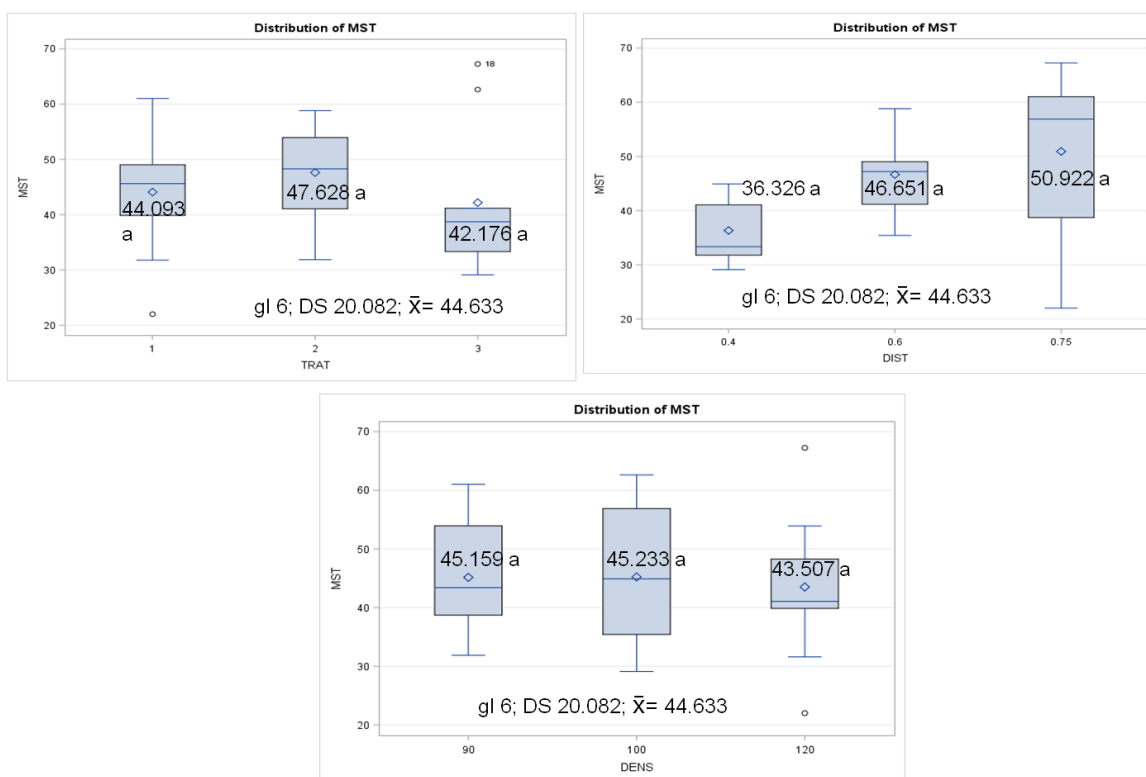 Distribution of MST
70
60
50
40
30
20
MST
18
44.093
a
47.628 a
42.176 a
gl 6; DS 20.082; x̄= 44.633
1 2 3
TRAT
Distribution of MST
70
60
50
40
30
20
MST
36.326 a
46.651 a
50.922 a
gl 6; DS 20.082; x̄= 44.633
0.4 0.6 0.75
DIST
Distribution of MST
70
60
50
40
30
20
MST
45.159 a
45.233 a
43.507 a
gl 6; DS 20.082; x̄= 44.633
90 100 120
DENS